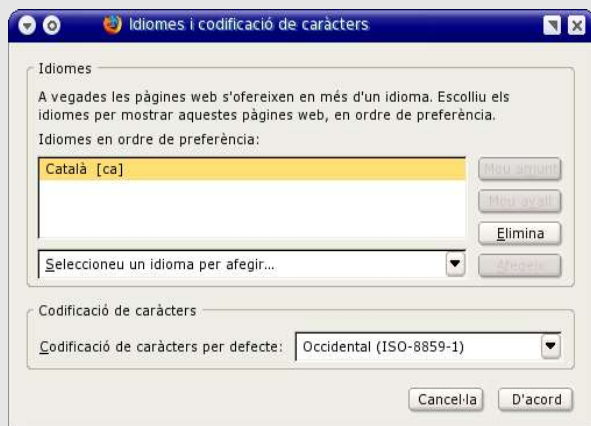 Idiomes i codificació de caràcters
Idiomes
A vegades les pàgines web s'ofereixen en més d'un idioma. Escolliu els
idiomes per mostrar aquestes pàgines web, en ordre de preferència.
Idiomes en ordre de preferència:
Català [ca]
Mou amunt
Mou avall
Elimina
Seleccioneu un idioma per afegir...
Afegeix
Codificació de caràcters
Codificació de caràcters per defecte:
Occidental (ISO-8859-1)
Cancel·la
D'acord